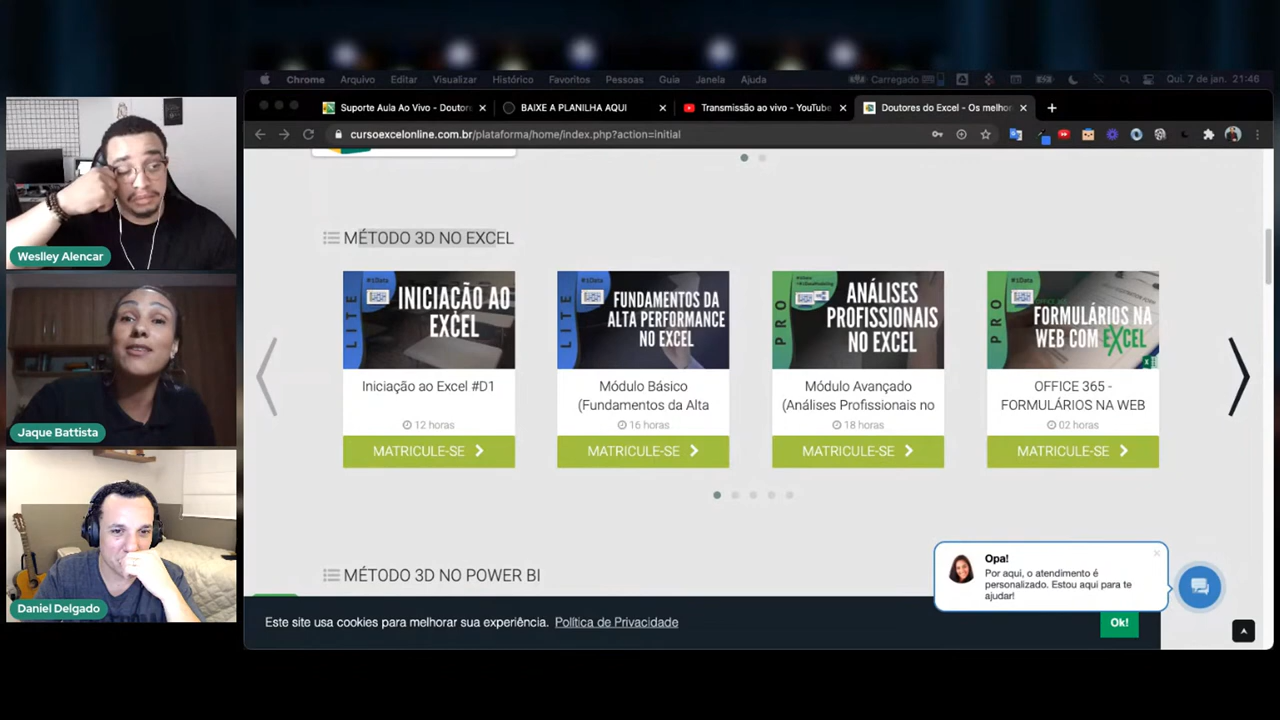 Chrome Arquivo Editar Visualizar Histórico Favoritos Pessoas Guia Janela Ajuda
Carregado
Qui. 7 de jan. 21:46
Suporte Aula Ao Vivo - Doutore
BAIXE A PLANILHA AQUI
Transmissão ao vivo - YouTube
Doutores do Excel - Os melho
cursoexcelonline.com.br/plataforma/home/index.php?action=initial
Weslley Alencar
Jaque Battista
Daniel Delgado
MÉTODO 3D NO EXCEL
LITE
INICIAÇÃO AO
EXCEL
Iniciação ao Excel #D1
12 horas
MATRICULE-SE
LITE
FUNDAMENTOS DA
ALTA PERFORMANCE
NO EXCEL
Módulo Básico
(Fundamentos da Alta
16 horas
MATRICULE-SE
PRO
ANÁLISES
PROFISSIONAIS
NO EXCEL
Módulo Avançado
(Análises Profissionais no
18 horas
MATRICULE-SE
PRO
FORMULÁRIOS NA
WEB COM EXCEL
OFFICE 365 -
FORMULÁRIOS NA WEB
02 horas
MATRICULE-SE
MÉTODO 3D NO POWER BI
Opa!
Por aqui, o atendimento é
personalizado. Estou aqui para te
ajudar!
Este site usa cookies para melhorar sua experiência. Política de Privacidade
Ok!